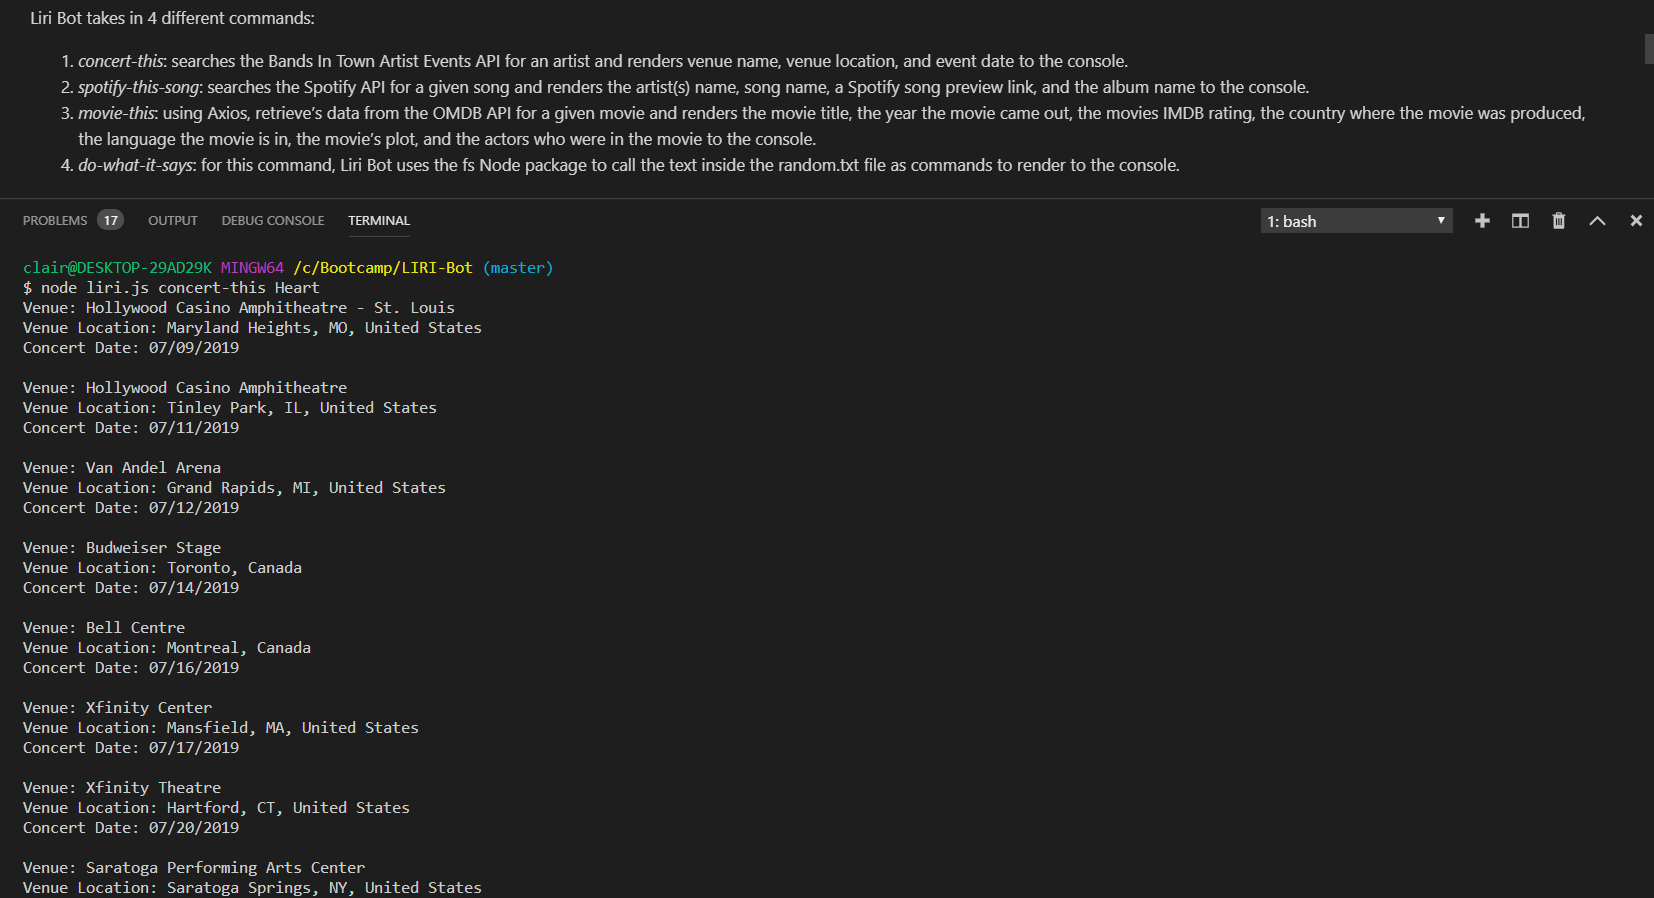 Liri Bot takes in 4 different commands:
1. concert-this: searches the Bands In Town Artist Events API for an artist and renders venue name, venue location, and event date to the console.
2. spotify-this-song: searches the Spotify API for a given song and renders the artist(s) name, song name, a Spotify song preview link, and the album name to the console.
3. movie-this: using Axios, retrieve’s data from the OMDB API for a given movie and renders the movie title, the year the movie came out, the movies IMDB rating, the country where the movie was produced,
the language the movie is in, the movie’s plot, and the actors who were in the movie to the console.
4. do-what-it-says: for this command, Liri Bot uses the fs Node package to call the text inside the random.txt file as commands to render to the console.
PROBLEMS 17 OUTPUT DEBUG CONSOLE TERMINAL 1: bash
clair@DESKTOP-29AD29K MINGW64 /c/Bootcamp/LIRI-Bot (master)
$ node liri.js concert-this Heart
Venue: Hollywood Casino Amphitheatre - St. Louis
Venue Location: Maryland Heights, MO, United States
Concert Date: 07/09/2019
Venue: Hollywood Casino Amphitheatre
Venue Location: Tinley Park, IL, United States
Concert Date: 07/11/2019
Venue: Van Andel Arena
Venue Location: Grand Rapids, MI, United States
Concert Date: 07/12/2019
Venue: Budweiser Stage
Venue Location: Toronto, Canada
Concert Date: 07/14/2019
Venue: Bell Centre
Venue Location: Montreal, Canada
Concert Date: 07/16/2019
Venue: Xfinity Center
Venue Location: Mansfield, MA, United States
Concert Date: 07/17/2019
Venue: Xfinity Theatre
Venue Location: Hartford, CT, United States
Concert Date: 07/20/2019
Venue: Saratoga Performing Arts Center
Venue Location: Saratoga Springs, NY, United States